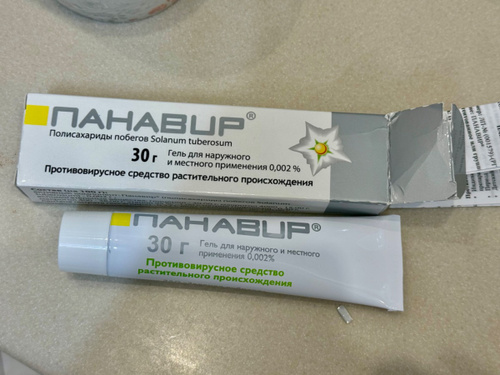 ПАНАВИР®
Полисахариды побегов Solanum tuberosum
30 г
Гель для наружного
и местного применения 0,002 %
Противовирусное средство растительного происхождения
ПАНАВИР®
30 г
Гель для наружного и местного
применения 0,002%
Противовирусное средство
растительного происхождения